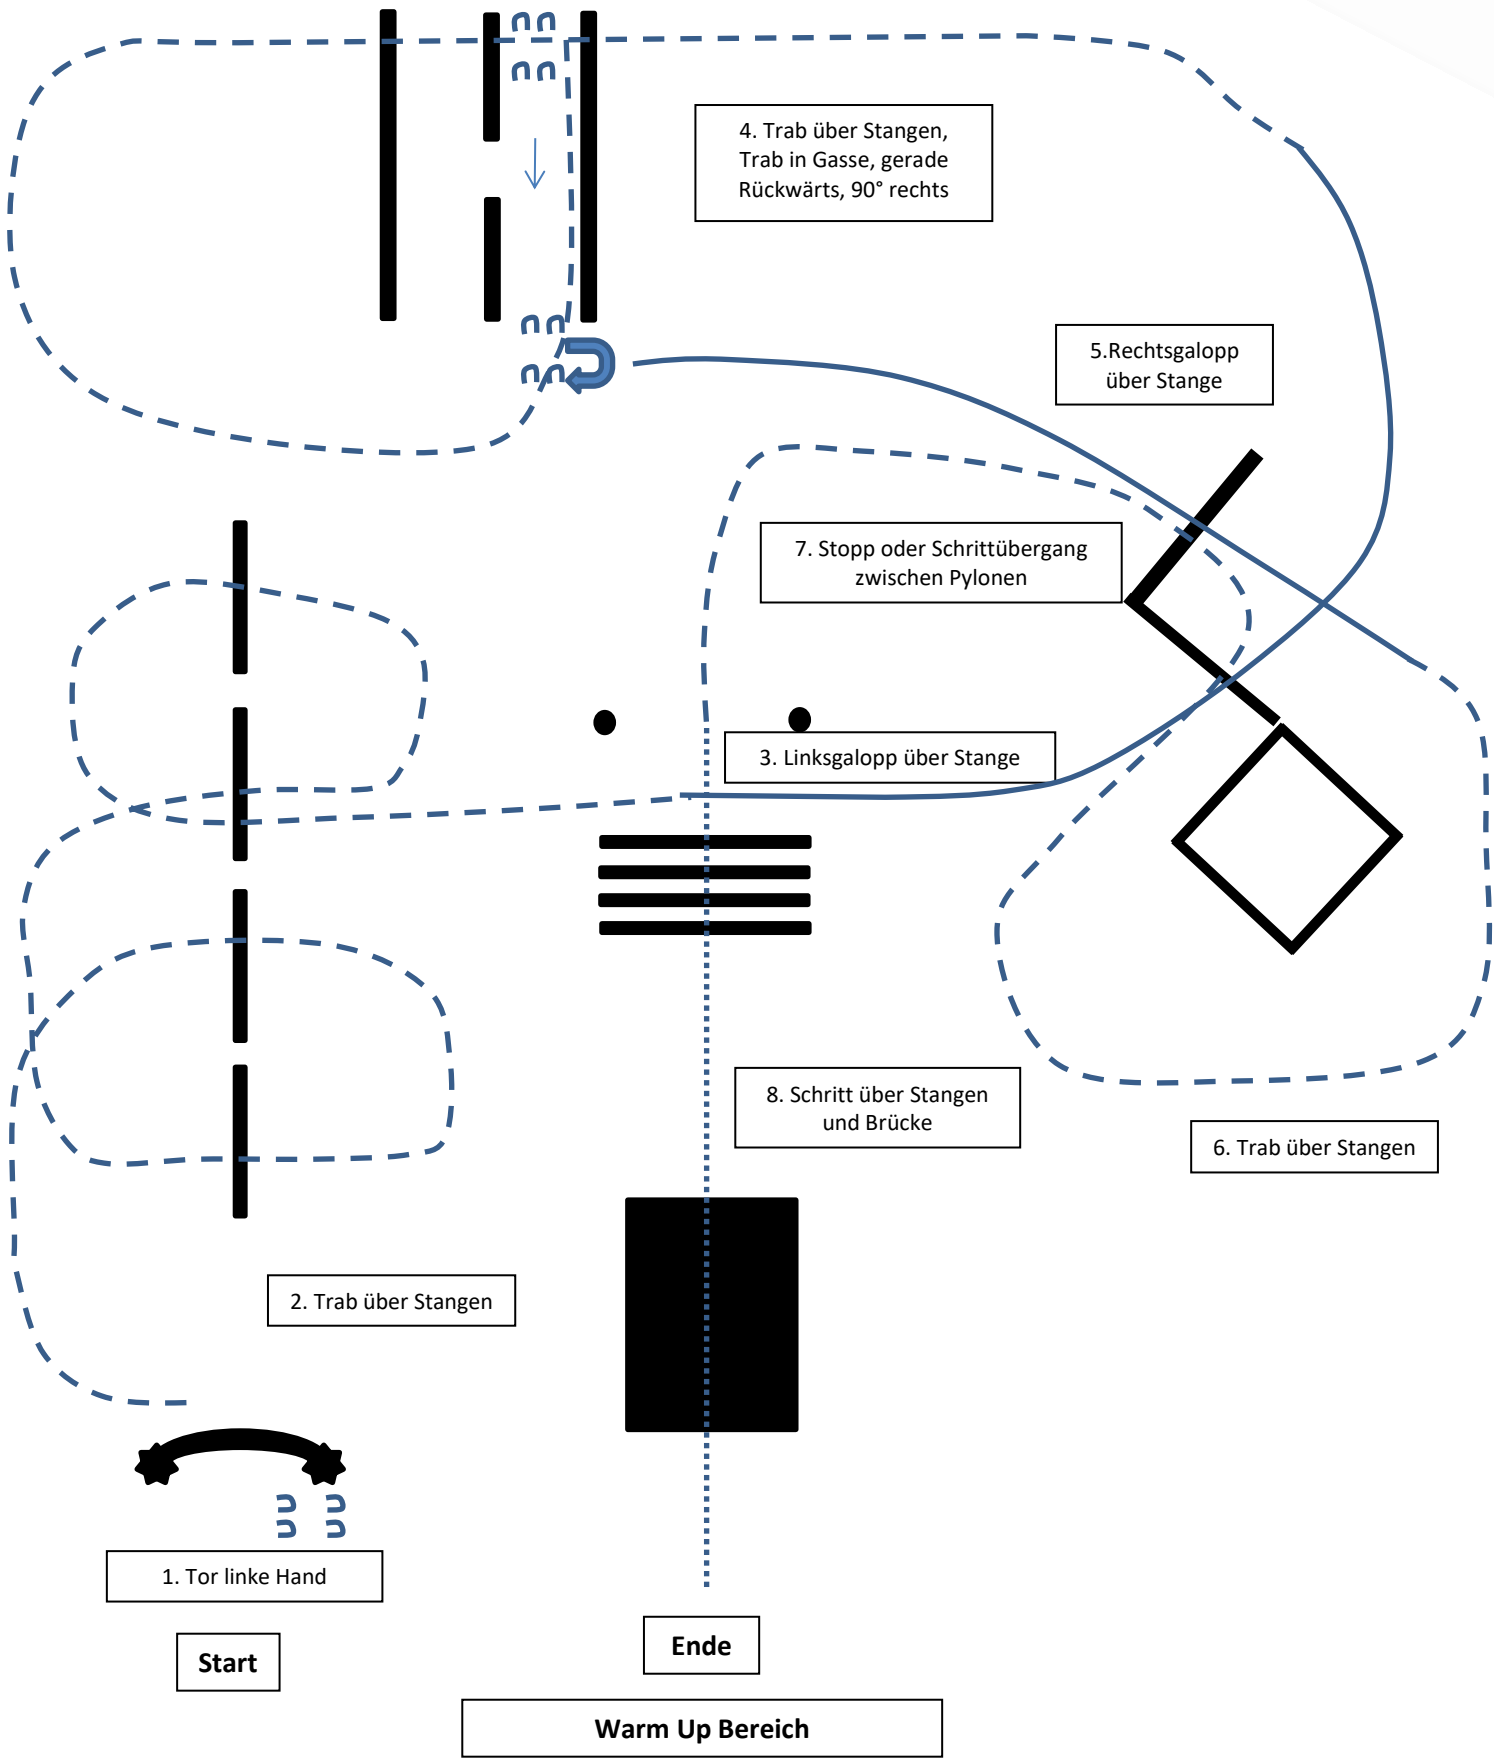 4. Trab über Stangen,
Trab in Gasse, gerade
Rückwärts, 90° rechts
5.Rechtsgalopp
über Stange
7. Stopp oder Schrittübergang
zwischen Pylonen
3. Linksgalopp über Stange
8. Schritt über Stangen
und Brücke
6. Trab über Stangen
2. Trab über Stangen
1. Tor linke Hand
Start
Ende
Warm Up Bereich